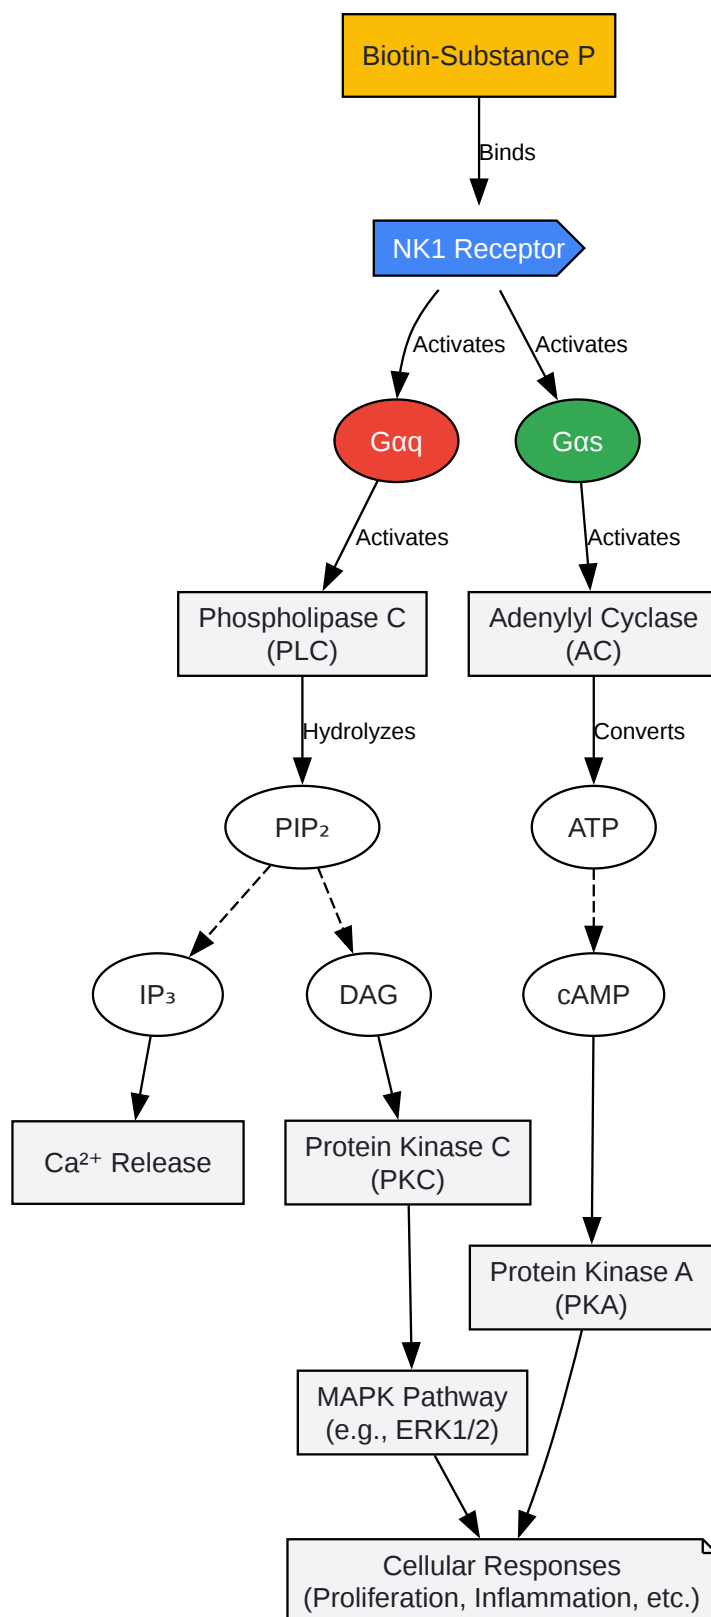 Biotin-Substance P
Binds
NK1 Receptor
Activates
Activates
Gαq
Gαs
Activates
Activates
Phospholipase C
(PLC)
Adenylyl Cyclase
(AC)
Hydrolyzes
Converts
PIP₂
ATP
IP₃
DAG
cAMP
Ca²⁺ Release
Protein Kinase C
(PKC)
Protein Kinase A
(PKA)
MAPK Pathway
(e.g., ERK1/2)
Cellular Responses
(Proliferation, Inflammation, etc.)